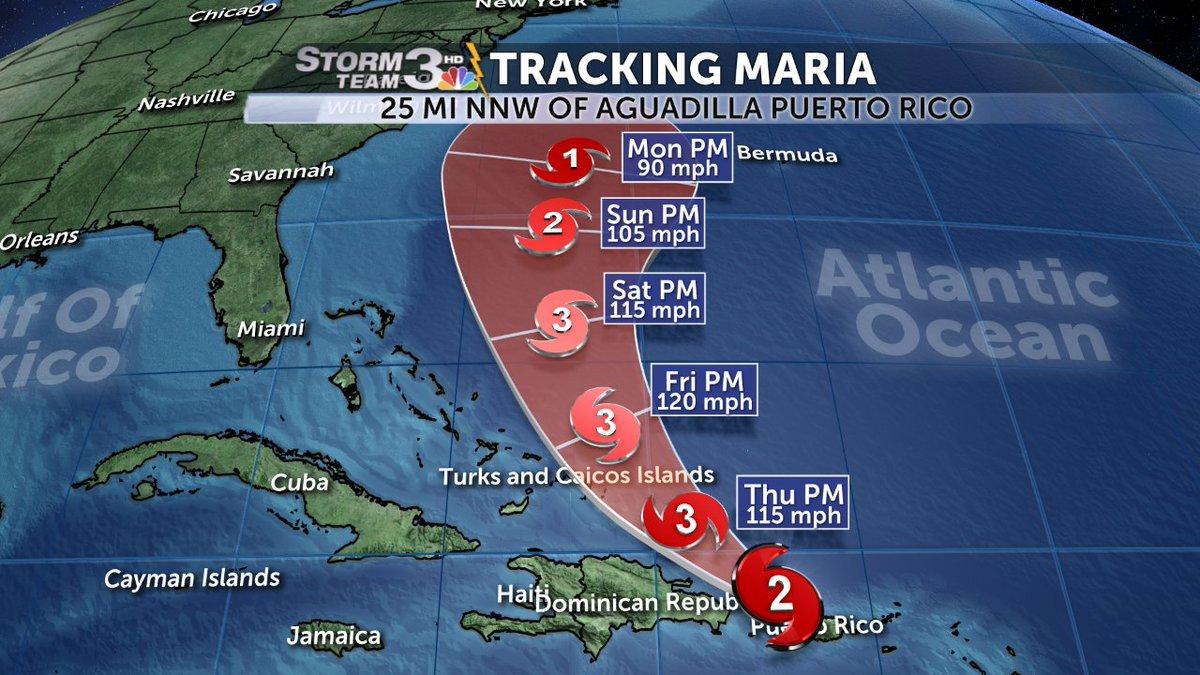 Chicago
New York
STORM TEAM 3 HD
TRACKING MARIA
Nashville
Wilm
25 MI NNW OF AGUADILLA PUERTO RICO
1
Mon PM
90 mph
Bermuda
Savannah
2
Sun PM
105 mph
Orleans
Atlantic
Ocean
lf Of
xico
Sat PM
115 mph
3
Miami
Fri PM
120 mph
3
Turks and Caicos Islands
Cuba
Thu PM
115 mph
3
Cayman Islands
Haiti
Dominican Repub
2
Puerto Rico
Jamaica